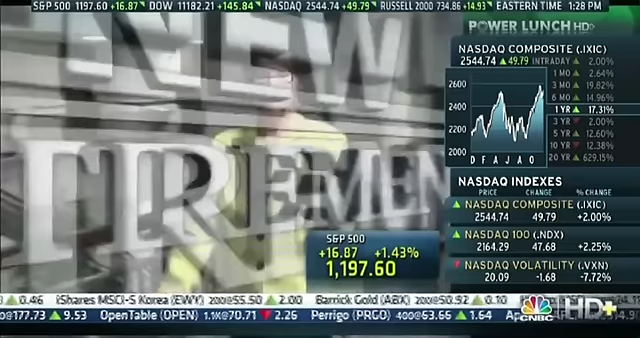 S&P 500 1197.60 ▲ +16.87 DOW 11182.21 +145.84 NASDAQ 2544.74 +49.79 RUSSELL 2000 734.86 +14.93 EASTERN TIME 1:28 PM
POWER LUNCH HD+
NASDAQ COMPOSITE (.IXIC)
2544.74 ▲ 49.79 INTRADAY ▲ 2.00%
1 MO ▲ 2.64%
3 MO ▲ 19.82%
6 MO ▲ 14.96%
1 YR ▲ 17.31%
3 YR ▼ 2.00%
5 YR ▲ 12.60%
10 YR ▼ 12.38%
20 YR ▲ 629.15%
2600
2400
2200
2000
D F A J A O
NEW
TIREMEN
NASDAQ INDEXES
PRICE CHANGE % CHANGE
▲ NASDAQ COMPOSITE (.IXIC)
2544.74 49.79 +2.00%
▲ NASDAQ 100 (.NDX)
2164.29 47.68 +2.25%
▼ NASDAQ VOLATILITY (.VXN)
20.09 -1.68 -7.72%
S&P 500
+16.87 +1.43%
1,197.60
▲ 0.46 iShares MSCI-S Korea (EWY) 200@55.50 ▲ 2.00 Barrick Gold (ABX) 200@50.92 ▲ 0.10
@177.73 ▲ 9.53 OpenTable (OPEN) 1.1K@70.71 ▼ 2.26 Perrigo (PRGO) 400@63.66 ▲ 1.64
CNBC HD+